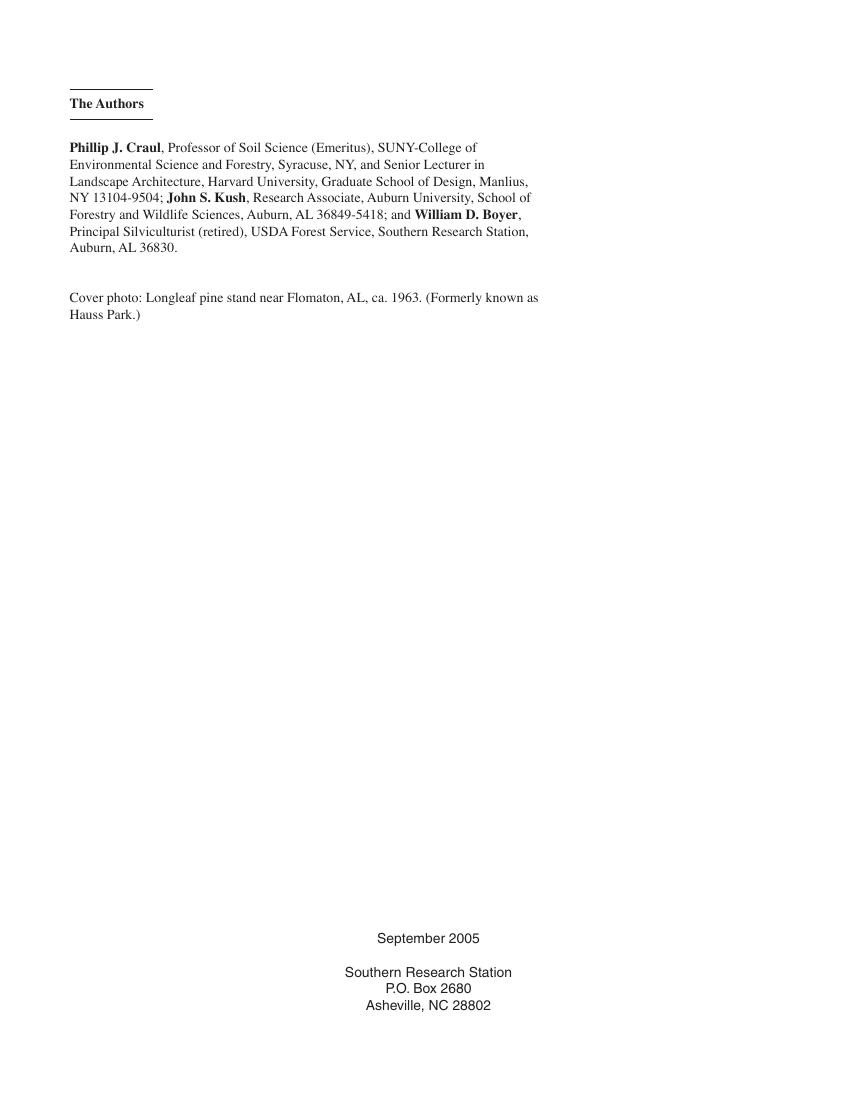 The Authors
Phillip J. Craul, Professor of Soil Science (Emeritus), SUNY-College of
Environmental Science and Forestry, Syracuse, NY, and Senior Lecturer in
Landscape Architecture, Harvard University, Graduate School of Design, Manlius,
NY 13104-9504; John S. Kush, Research Associate, Auburn University, School of
Forestry and Wildlife Sciences, Auburn, AL 36849-5418; and William D. Boyer,
Principal Silviculturist (retired), USDA Forest Service, Southern Research Station,
Auburn, AL 36830.
Cover photo: Longleaf pine stand near Flomaton, AL, ca. 1963. (Formerly known as
Hauss Park.)
September 2005
Southern Research Station
P.O. Box 2680
Asheville, NC 28802